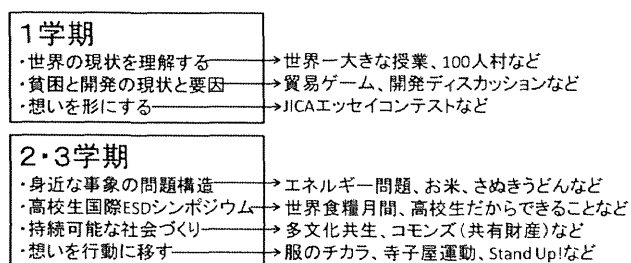 1学期
・世界の現状を理解する→世界一大きな授業、100人村など
・貧困と開発の現状と要因→貿易ゲーム、開発ディスカッションなど
・想いを形にする→JICAエッセイコンテストなど
2・3学期
・身近な事象の問題構造→エネルギー問題、お米、さぬきうどんなど
・高校生国際ESDシンポジウム→世界食糧月間、高校生だからできることなど
・持続可能な社会づくり→多文化共生、コモンズ(共有財産)など
・想いを行動に移す→服のチカラ、寺子屋運動、Stand Up!など